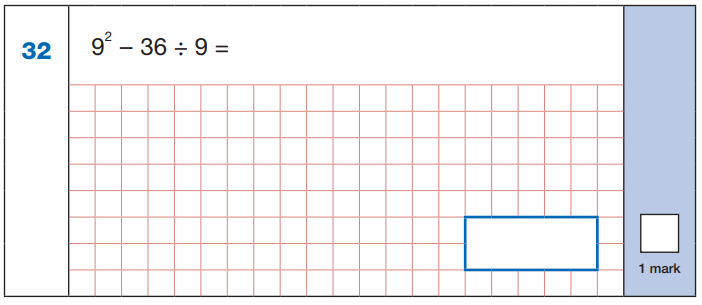 32
9² – 36 ÷ 9 =
1 mark